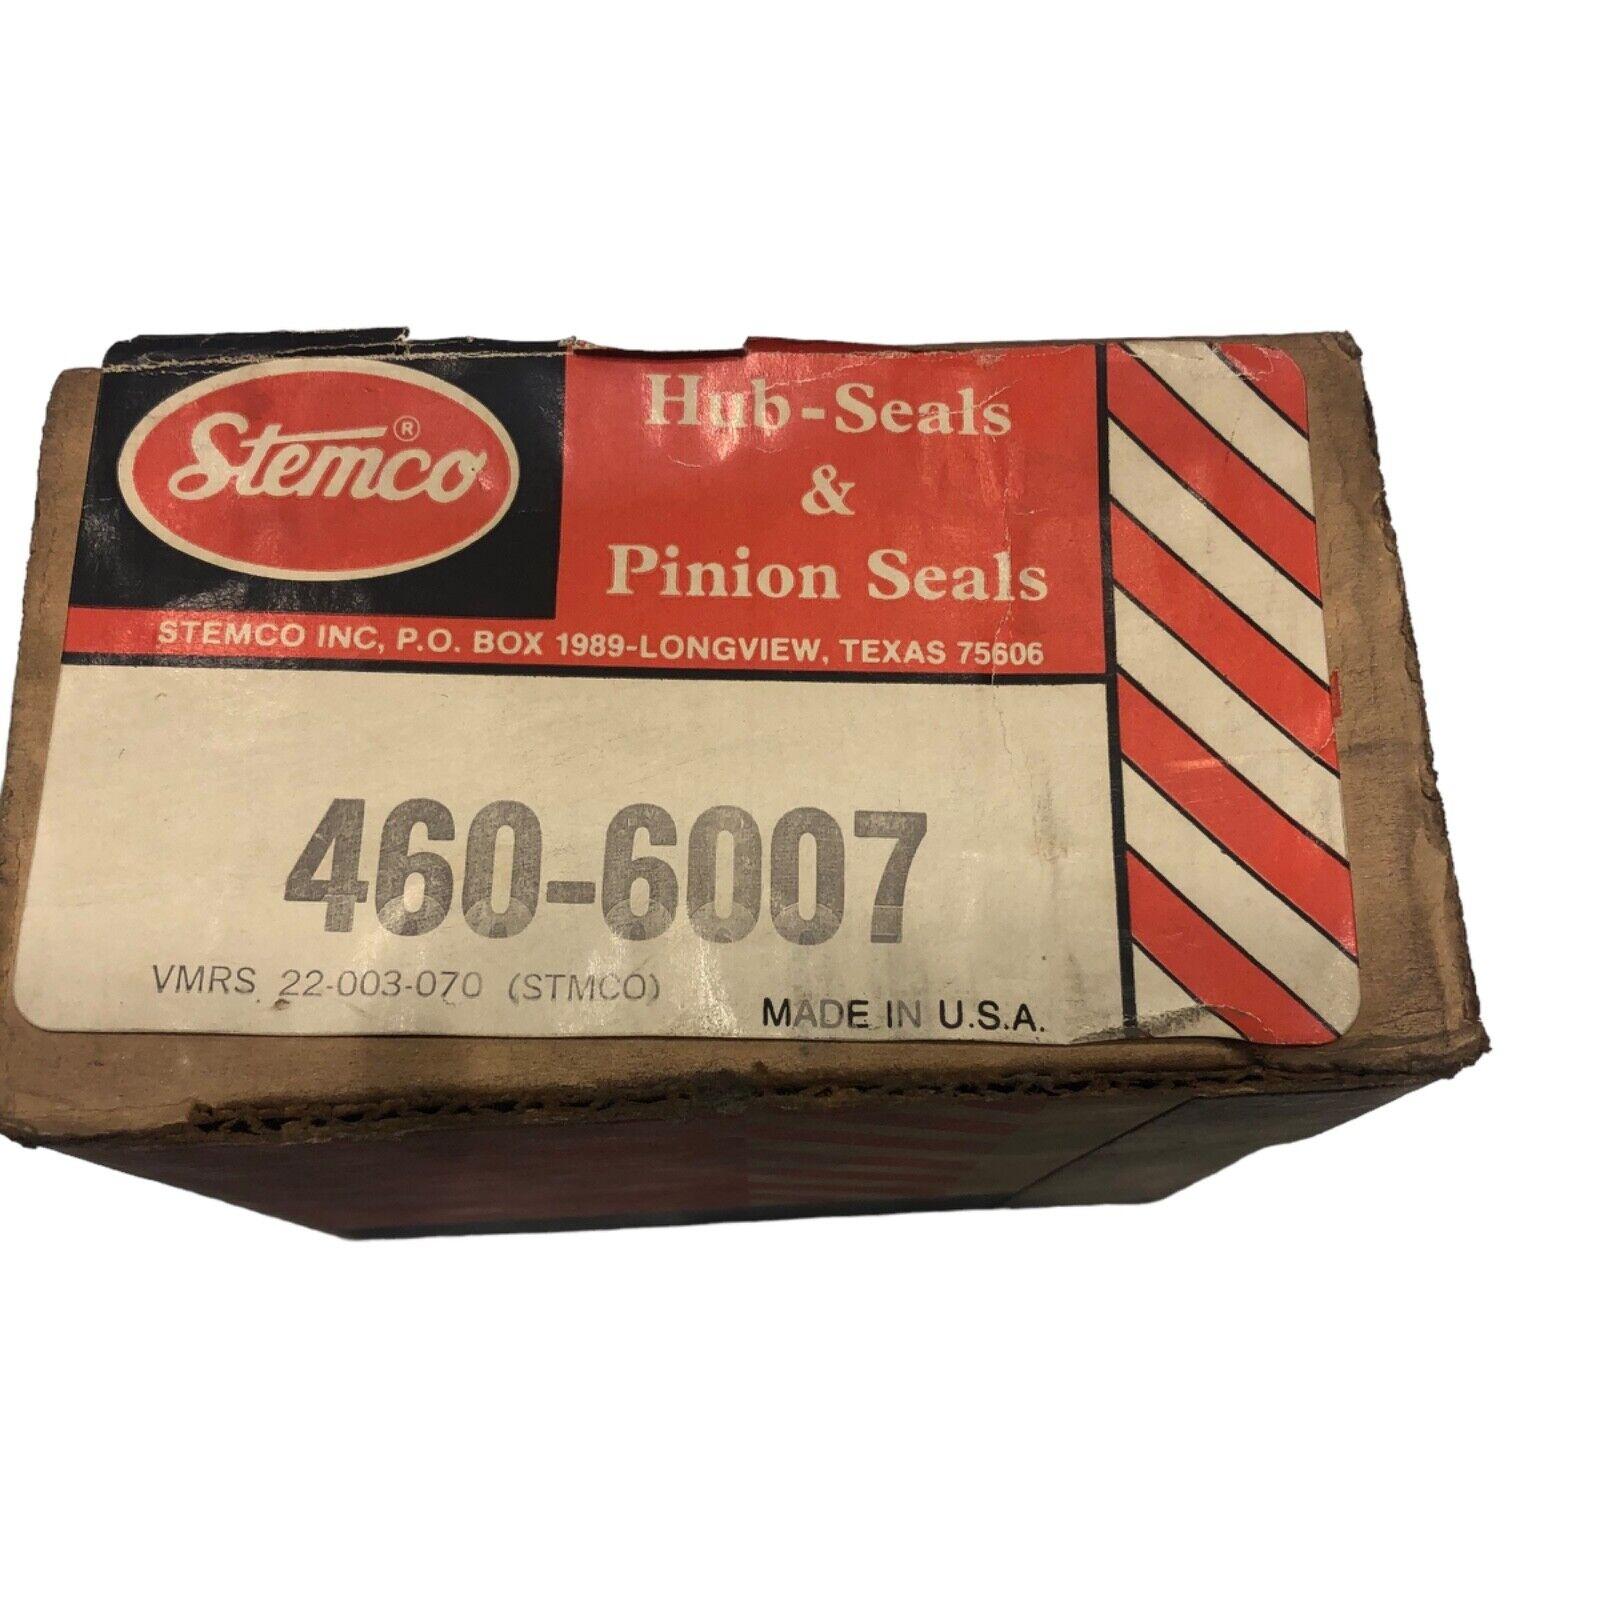 Stemco®
Hub-Seals
&
Pinion Seals
STEMCO INC, P.O. BOX 1989-LONGVIEW, TEXAS 75606
460-6007
VMRS 22-003-070 (STMCO)
MADE IN U.S.A.